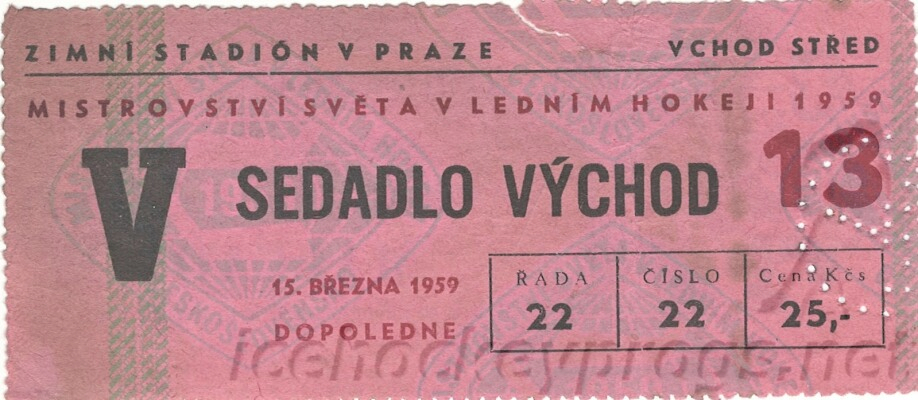 ZIMNÍ STADIÓN V PRAZE VCHOD STŘED
MISTROVSTVÍ SVĚTA V LEDNÍM HOKEJI 1959
V SEDADLO VÝCHOD 13
15. BŘEZNA 1959
DOPOLEDNE
ŘADA ČÍSLO Cena Kčs
22 22 25,-
icehockeyprogs.net